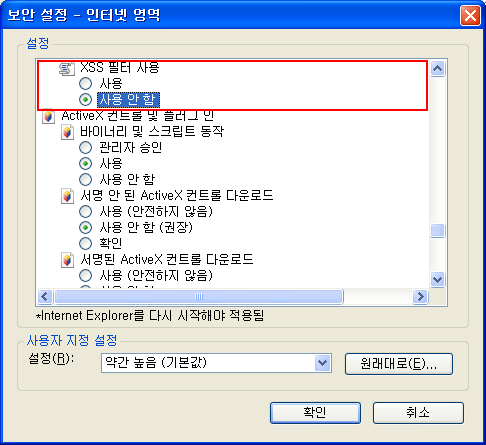 보안 설정 - 인터넷 영역
설정
XSS 필터 사용
사용
사용 안 함
ActiveX 컨트롤 및 플러그 인
바이너리 및 스크립트 동작
관리자 승인
사용
사용 안 함
서명 안 된 ActiveX 컨트롤 다운로드
사용 (안전하지 않음)
사용 안 함 (권장)
확인
서명된 ActiveX 컨트롤 다운로드
사용 (안전하지 않음)
*Internet Explorer를 다시 시작해야 적용됨
사용자 지정 설정
설정(R): 약간 높음 (기본값) 원래대로(E)...
확인 취소